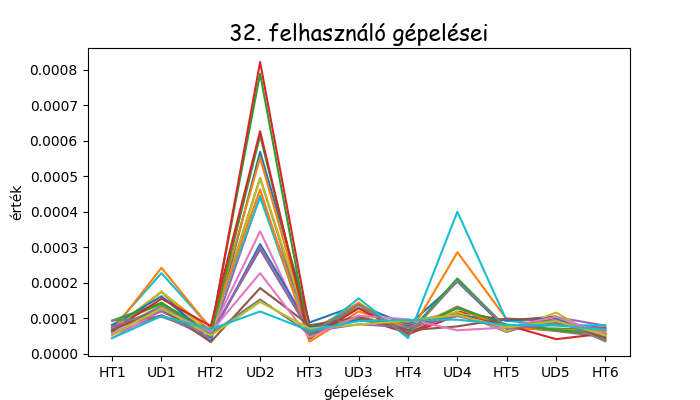 32. felhasználó gépelései
0.0008
0.0007
0.0006
0.0005
0.0004
0.0003
0.0002
0.0001
0.0000
érték
HT1 UD1 HT2 UD2 HT3 UD3 HT4 UD4 HT5 UD5 HT6
gépelések